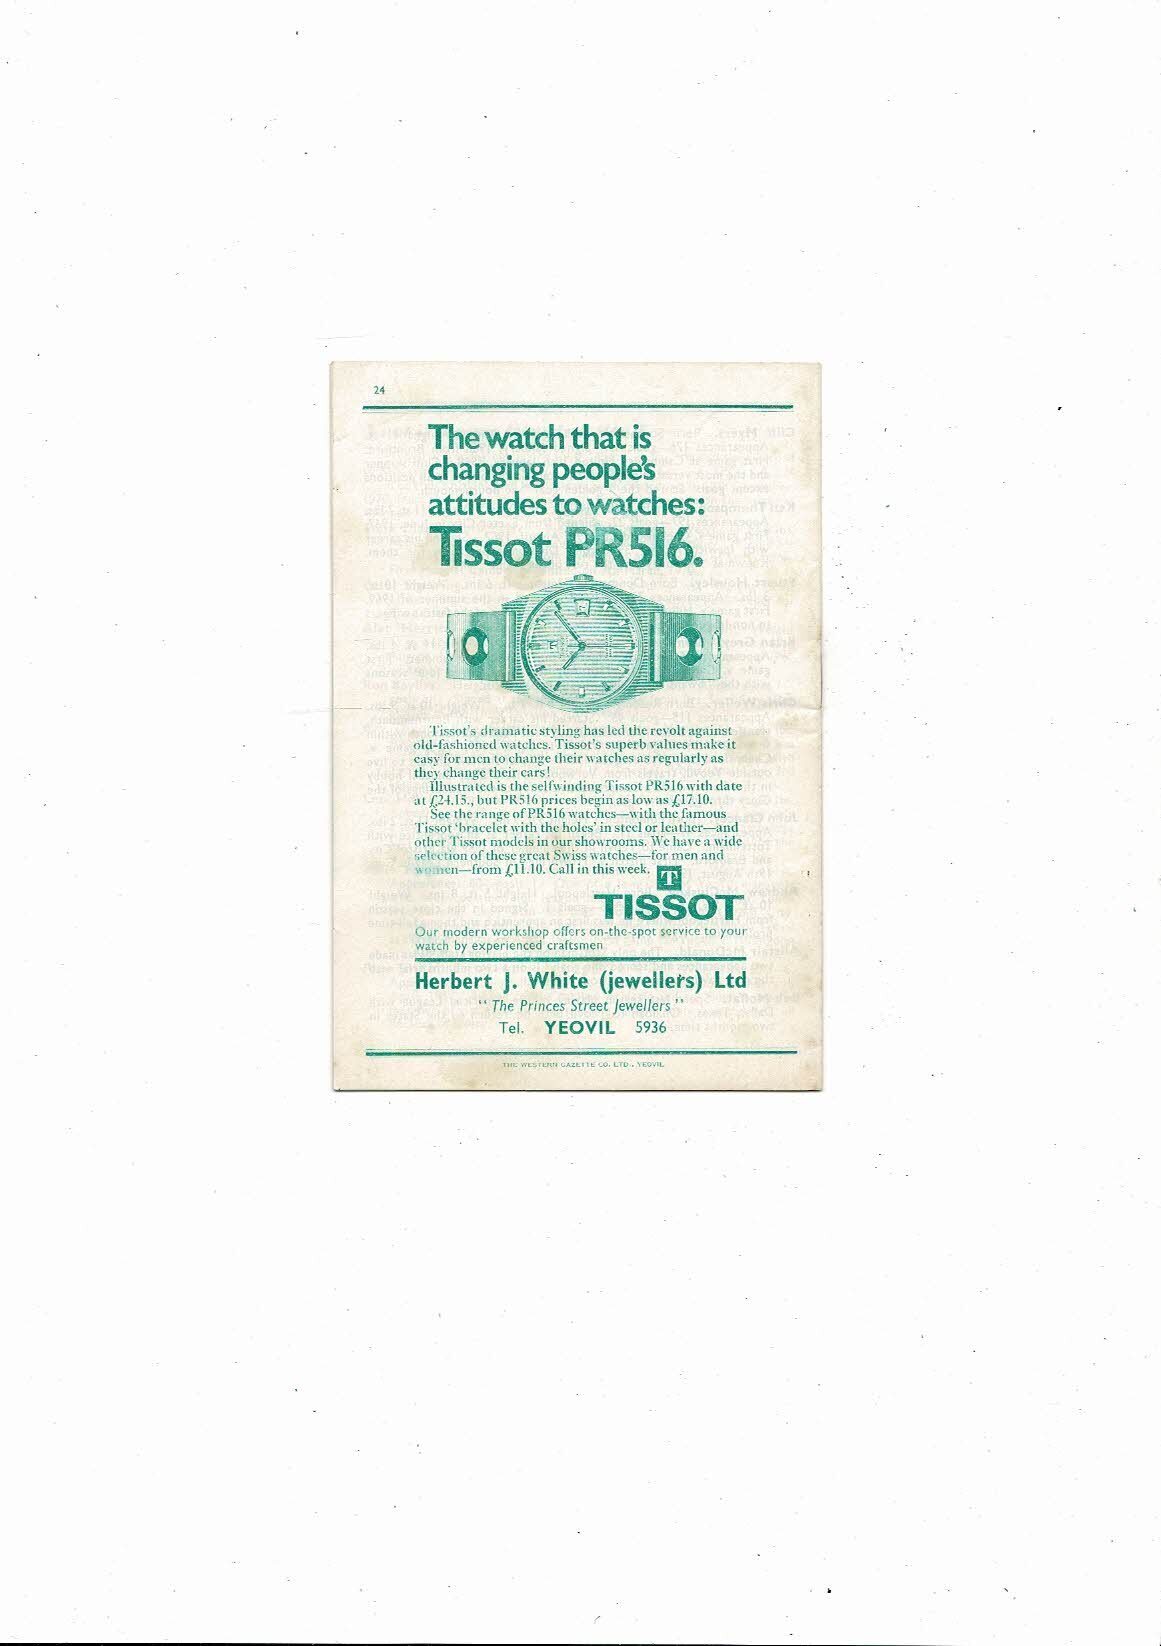 24
The watch that is
changing people's
attitudes to watches:
Tissot PR516.
Tissot's dramatic styling has led the revolt against
old-fashioned watches. Tissot's superb values make it
easy for men to change their watches as regularly as
they change their cars!
Illustrated is the selfwinding Tissot PR516 with date
at £24.15., but PR516 prices begin as low as £17.10.
See the range of PR516 watches—with the famous
Tissot 'bracelet with the holes' in steel or leather—and
other Tissot models in our showrooms. We have a wide
selection of these great Swiss watches—for men and
women—from £11.10. Call in this week.
T
TISSOT
Our modern workshop offers on-the-spot service to your
watch by experienced craftsmen
Herbert J. White (jewellers) Ltd
"The Princes Street Jewellers"
Tel. YEOVIL 5936
THE WESTERN GAZETTE CO. LTD., YEOVIL